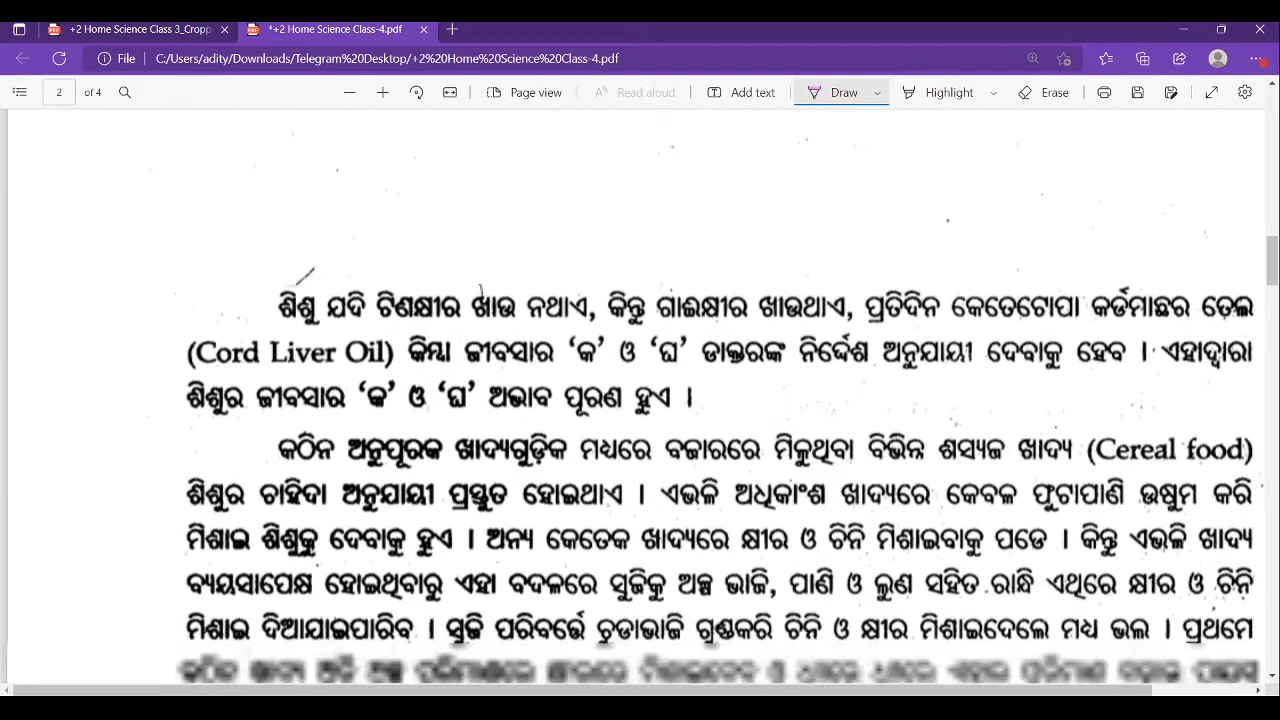 +2 Home Science Class 3_Cropp
*+2 Home Science Class-4.pdf
File
C:/Users/adity/Downloads/Telegram%20Desktop/+2%20Home%20Science%20Class-4.pdf
2 of 4
Page view
Read aloud
Add text
Draw
Highlight
Erase
ଶିଶୁ ଯଦି ଟିଣକ୍ଷୀର ଖାଉ ନଥାଏ, କିନ୍ତୁ ଗାଈକ୍ଷୀର ଖାଉଥାଏ, ପ୍ରତିଦିନ କେତେଟୋପା କର୍ଡମାଛର ତେଲ
(Cord Liver Oil) କିମ୍ବା ଜୀବସାର ‘କ’ ଓ ‘ଘ’ ଡାକ୍ତରଙ୍କ ନିର୍ଦ୍ଦେଶ ଅନୁଯାୟୀ ଦେବାକୁ ହେବ । ଏହାଦ୍ୱାରା
ଶିଶୁର ଜୀବସାର ‘କ’ ଓ ‘ଘ’ ଅଭାବ ପୂରଣ ହୁଏ ।
କଠିନ ଅନୁପୂରକ ଖାଦ୍ୟଗୁଡ଼ିକ ମଧ୍ୟରେ ବଜାରରେ ମିଳୁଥିବା ବିଭିନ୍ନ ଶସ୍ୟଜ ଖାଦ୍ୟ (Cereal food)
ଶିଶୁର ଚାହିଦା ଅନୁଯାୟୀ ପ୍ରସ୍ତୁତ ହୋଇଥାଏ । ଏଭଳି ଅଧିକାଂଶ ଖାଦ୍ୟରେ କେବଳ ଫୁଟାପାଣି ଉଷୁମ କରି
ମିଶାଇ ଶିଶୁକୁ ଦେବାକୁ ହୁଏ । ଅନ୍ୟ କେତେକ ଖାଦ୍ୟରେ କ୍ଷୀର ଓ ଚିନି ମିଶାଇବାକୁ ପଡେ । କିନ୍ତୁ ଏଭଳି ଖାଦ୍ୟ
ବ୍ୟୟସାପେକ୍ଷ ହୋଇଥିବାରୁ ଏହା ବଦଳରେ ସୁଜିକୁ ଅଳ୍ପ ଭାଜି, ପାଣି ଓ ଲୁଣ ସହିତ ରାନ୍ଧି ଏଥିରେ କ୍ଷୀର ଓ ଚିନି
ମିଶାଇ ଦିଆଯାଇପାରିବ । ସୁଜି ପରିବର୍ତ୍ତେ ଚୁଡାଭାଜି ଗୁଣ୍ଡକରି ଚିନି ଓ କ୍ଷୀର ମିଶାଇଦେଲେ ମଧ୍ୟ ଭଲ । ପ୍ରଥମେ